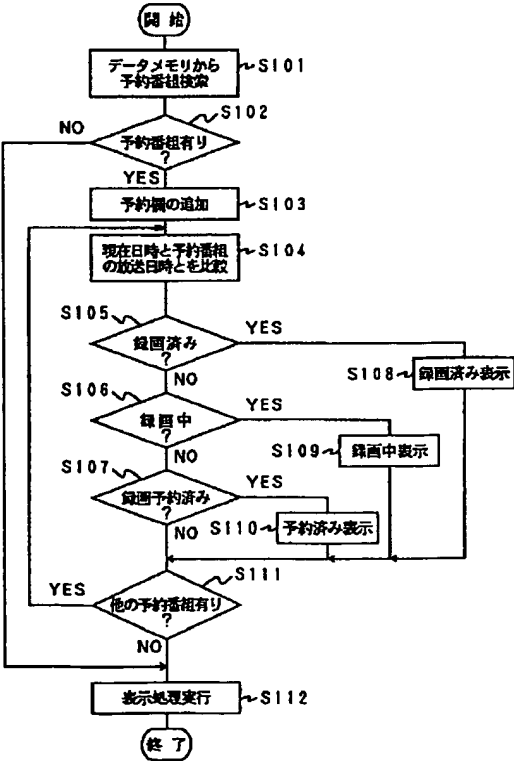 開 始
データメモリから
予約番組検索
S101
S102
NO
予約番組有り
?
YES
予約欄の追加
S103
現在日時と予約番組
の放送日時とを比較
S104
S105
録画済み
?
YES
NO
S108
録画済み表示
S106
録画中
?
YES
NO
S109
録画中表示
S107
録画予約済み
?
YES
NO
S110
予約済み表示
S111
YES
他の予約番組有り
?
NO
表示処理実行
S112
終 了